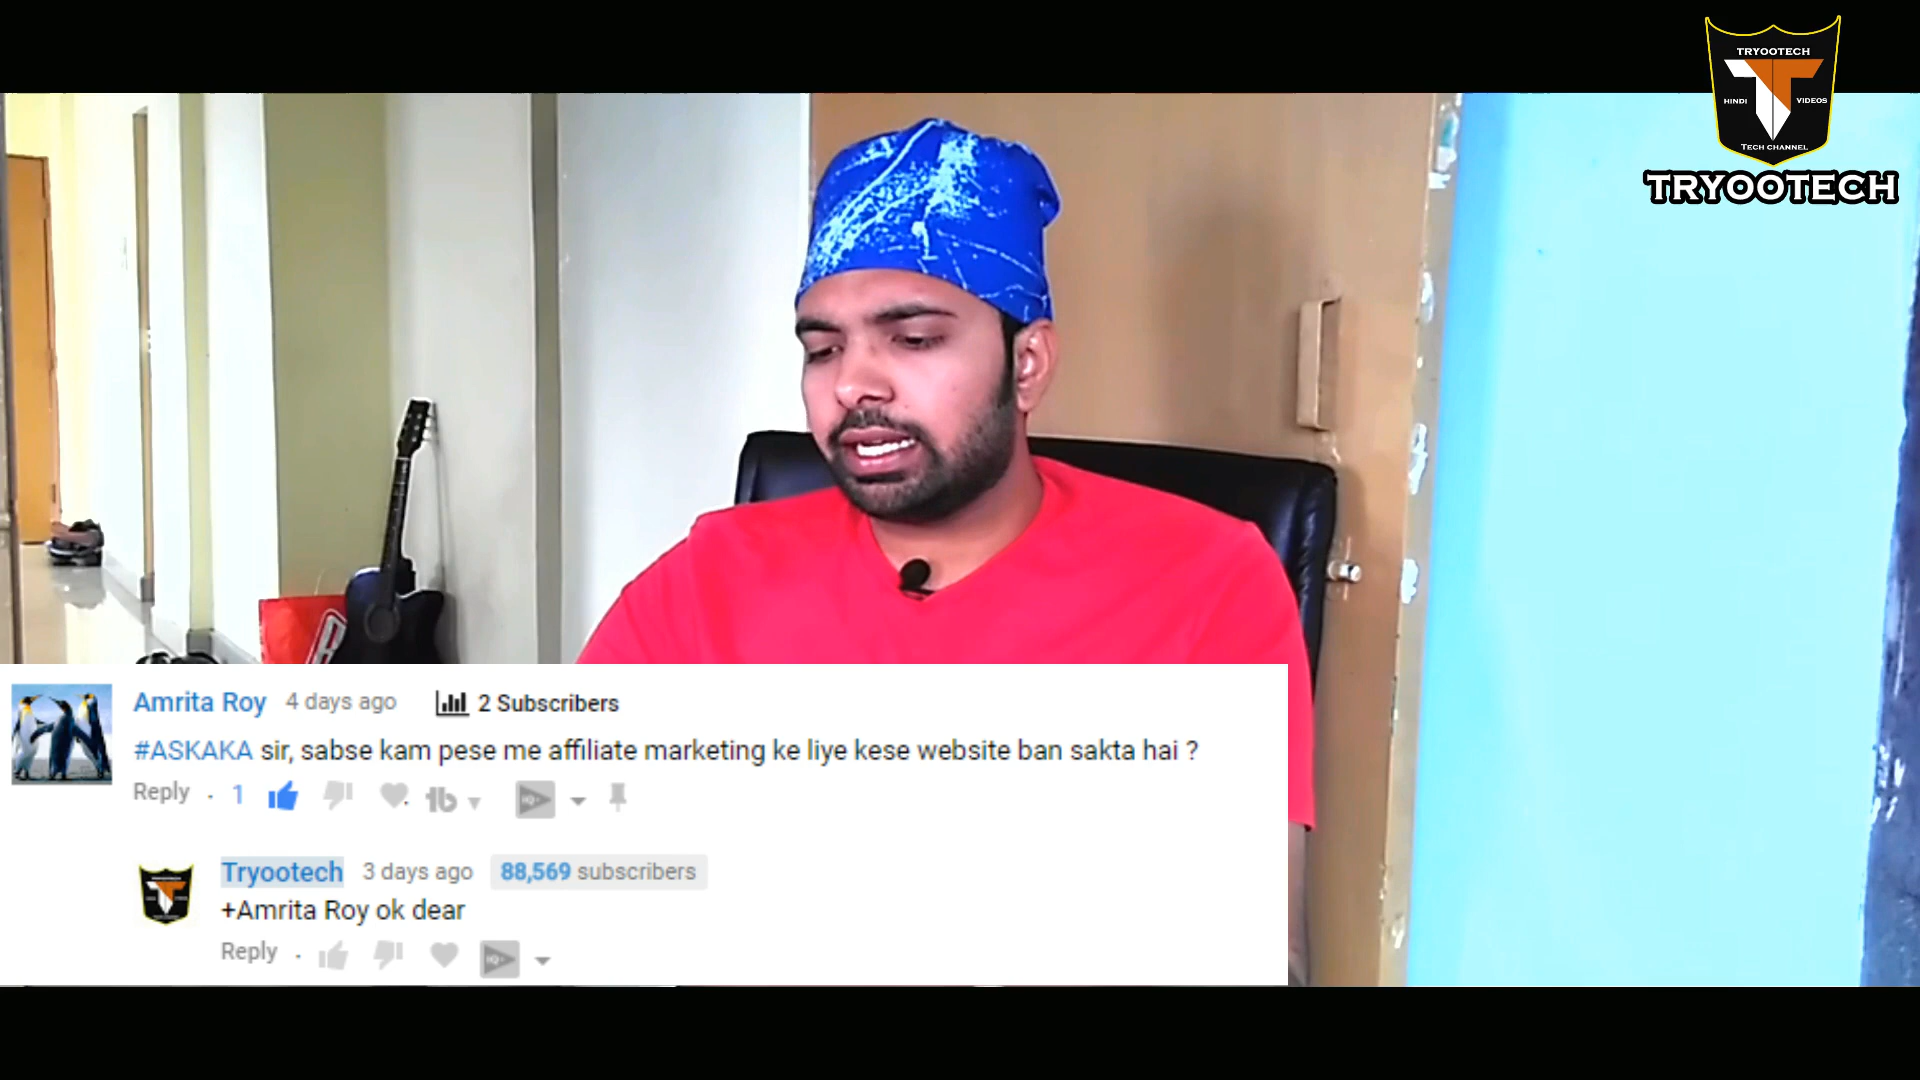 TRYOOTECH
HINDI
VIDEOS
TECH CHANNEL
TRYOOTECH
Amrita Roy 4 days ago 2 Subscribers
#ASKAKA sir, sabse kam pese me affiliate marketing ke liye kese website ban sakta hai ?
Reply . 1
Tryootech 3 days ago 88,569 subscribers
+Amrita Roy ok dear
Reply .